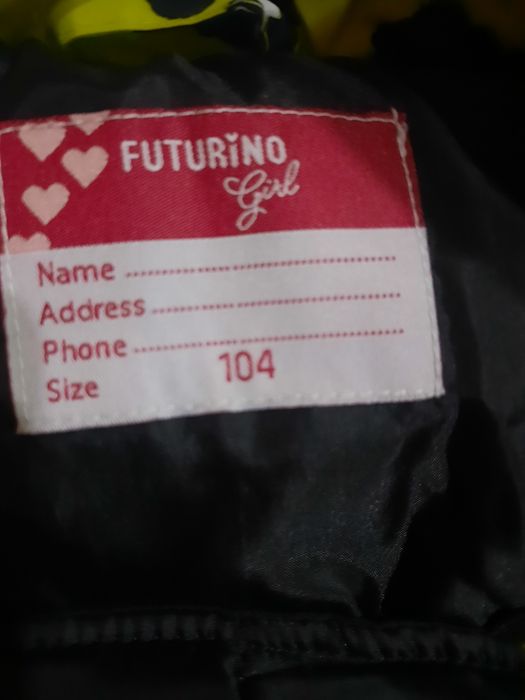 FUTURINO
Girl
Name ............................................
Address ........................................
Phone ............................................
Size 104